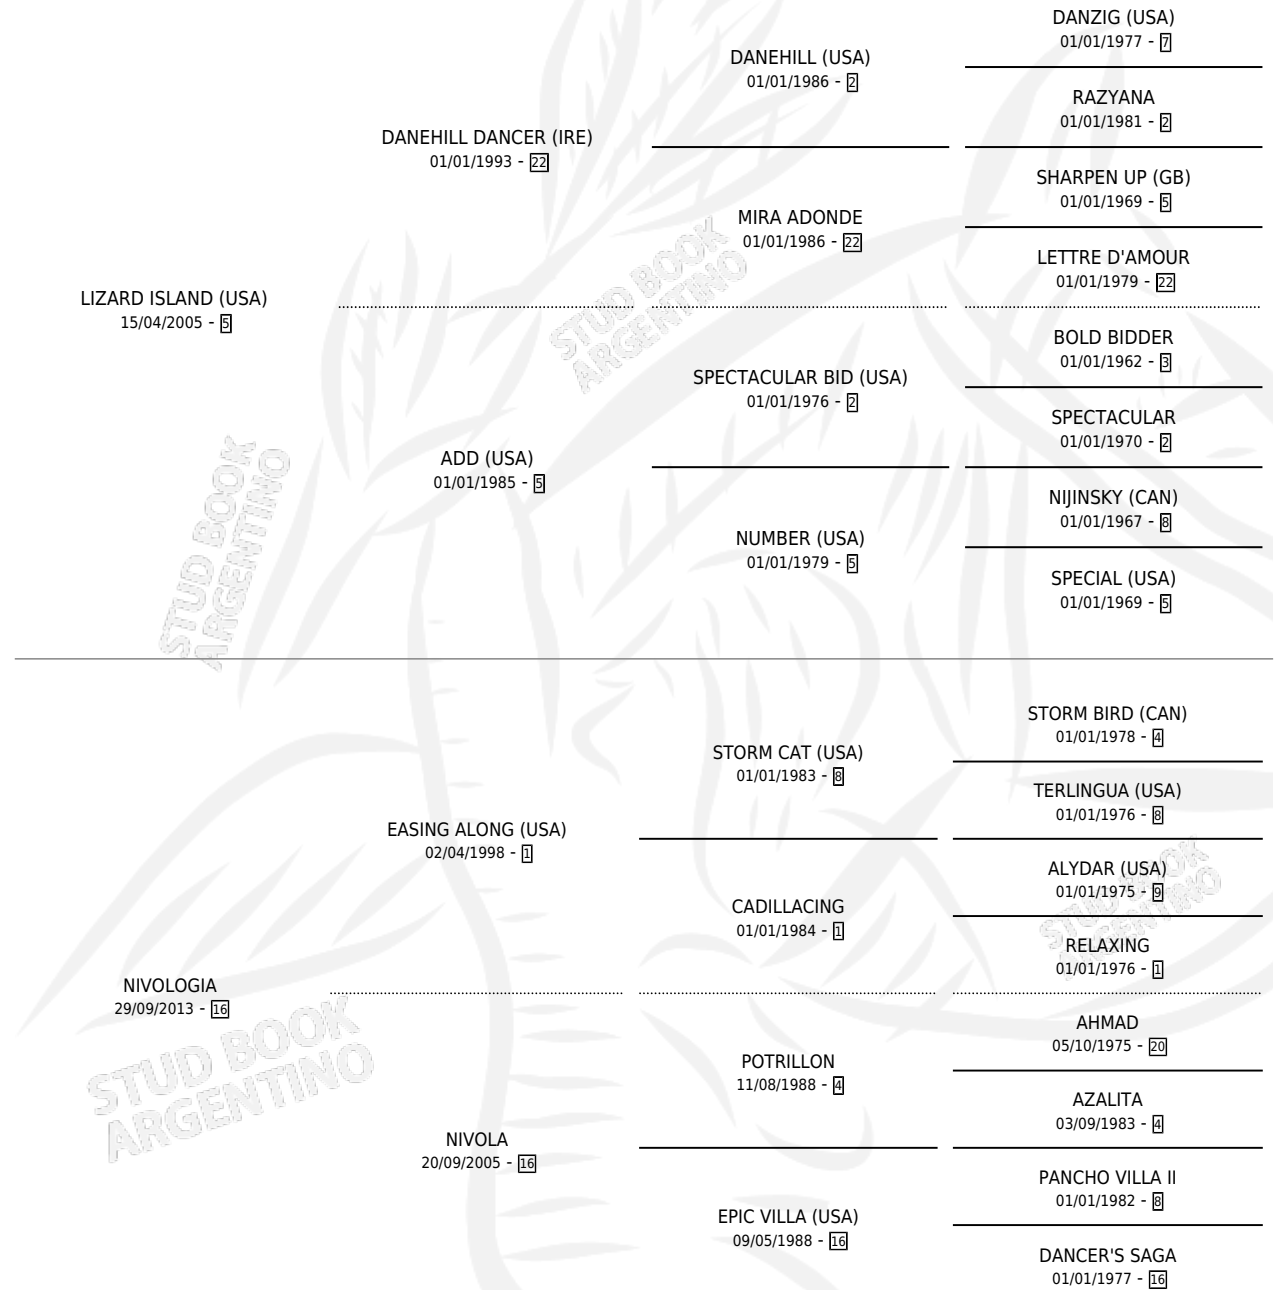 DANZIG (USA)
01/01/1977 - 7
DANEHILL (USA)
01/01/1986 - 2
RAZYANA
01/01/1981 - 2
DANEHILL DANCER (IRE)
01/01/1993 - 22
SHARPEN UP (GB)
01/01/1969 - 5
MIRA ADONDE
01/01/1986 - 22
LETTRE D'AMOUR
01/01/1979 - 22
LIZARD ISLAND (USA)
15/04/2005 - 5
STUD BOOK
ARGENTINO
BOLD BIDDER
01/01/1962 - 3
SPECTACULAR BID (USA)
01/01/1976 - 2
SPECTACULAR
01/01/1970 - 2
ADD (USA)
01/01/1985 - 5
NIJINSKY (CAN)
01/01/1967 - 8
NUMBER (USA)
01/01/1979 - 5
SPECIAL (USA)
01/01/1969 - 5
STUD BOOK
ARGENTINO
STORM BIRD (CAN)
01/01/1978 - 4
STORM CAT (USA)
01/01/1983 - 8
TERLINGUA (USA)
01/01/1976 - 8
EASING ALONG (USA)
02/04/1998 - 1
ALYDAR (USA)
01/01/1975 - 9
CADILLACING
01/01/1984 - 1
STUD BOOK
ARGENTINO
RELAXING
01/01/1976 - 1
NIVOLOGIA
29/09/2013 - 16
AHMAD
05/10/1975 - 20
STUD BOOK
ARGENTINO
POTRILLON
11/08/1988 - 4
AZALITA
03/09/1983 - 4
NIVOLA
20/09/2005 - 16
PANCHO VILLA II
01/01/1982 - 8
EPIC VILLA (USA)
09/05/1988 - 16
DANCER'S SAGA
01/01/1977 - 16